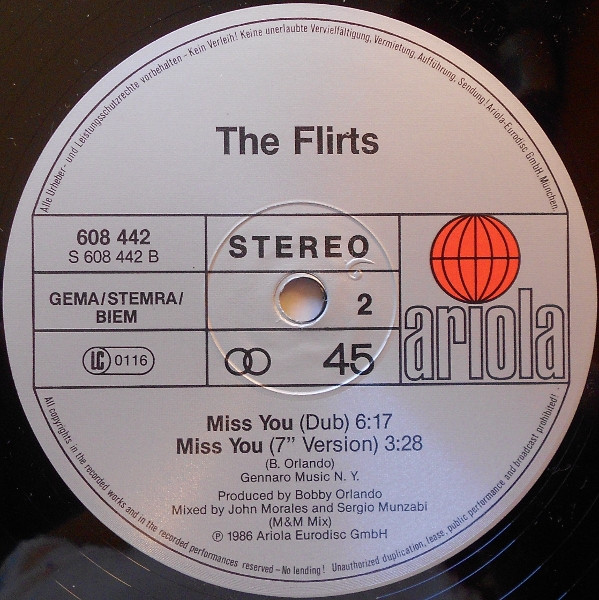 Alle Urheber- und Leistungsschutzrechte vorbehalten - Kein Verleih! Keine unerlaubte Vervielfältigung, Vermietung, Aufführung, Sendung! Ariola-Eurodisc GmbH, München.
The Flirts
608 442
S 608 442 B
STEREO
GEMA/STEMRA/
BIEM
2
LC 0116
45
ariola
Miss You (Dub) 6:17
Miss You (7" Version) 3:28
(B. Orlando)
Gennaro Music N. Y.
Produced by Bobby Orlando
Mixed by John Morales and Sergio Munzabi
(M&M Mix)
℗ 1986 Ariola Eurodisc GmbH
All copyrights in the recorded works and in the recorded performances reserved – No lending! Unauthorized duplication, lease, public performance and broadcast prohibited!